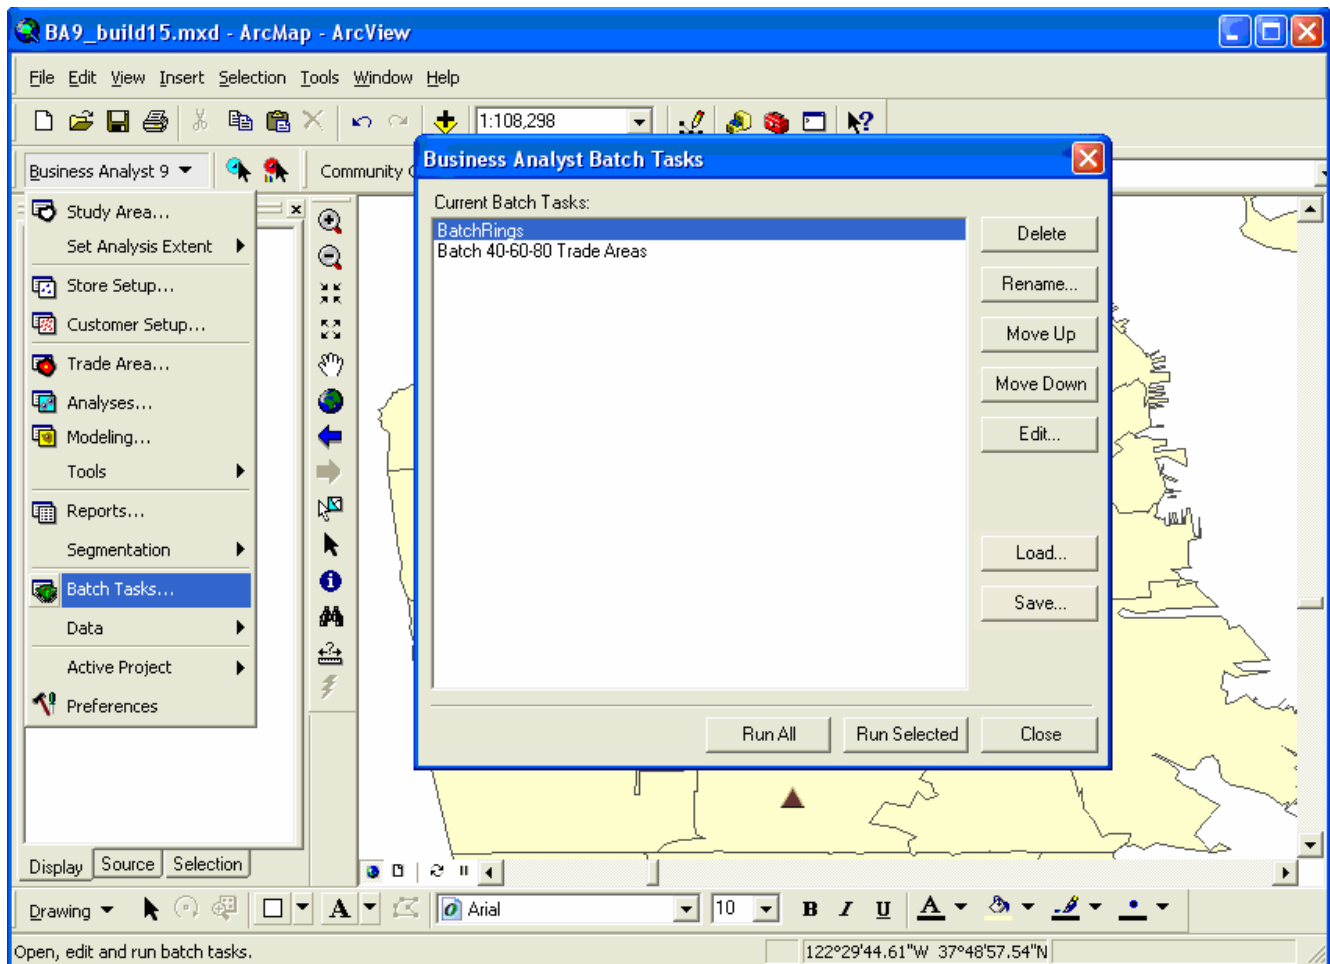 BA9_build15.mxd - ArcMap - ArcView
File Edit View Insert Selection Tools Window Help
1:108,298
Business Analyst 9
Community
Business Analyst Batch Tasks
Current Batch Tasks:
BatchRings
Batch 40-60-80 Trade Areas
Delete
Rename...
Move Up
Move Down
Edit...
Load...
Save...
Run All Run Selected Close
Study Area...
Set Analysis Extent
Store Setup...
Customer Setup...
Trade Area...
Analyses...
Modeling...
Tools
Reports...
Segmentation
Batch Tasks...
Data
Active Project
Preferences
Display Source Selection
Drawing A Arial 10 B I U A
Open, edit and run batch tasks. 122°29'44.61"W 37°48'57.54"N